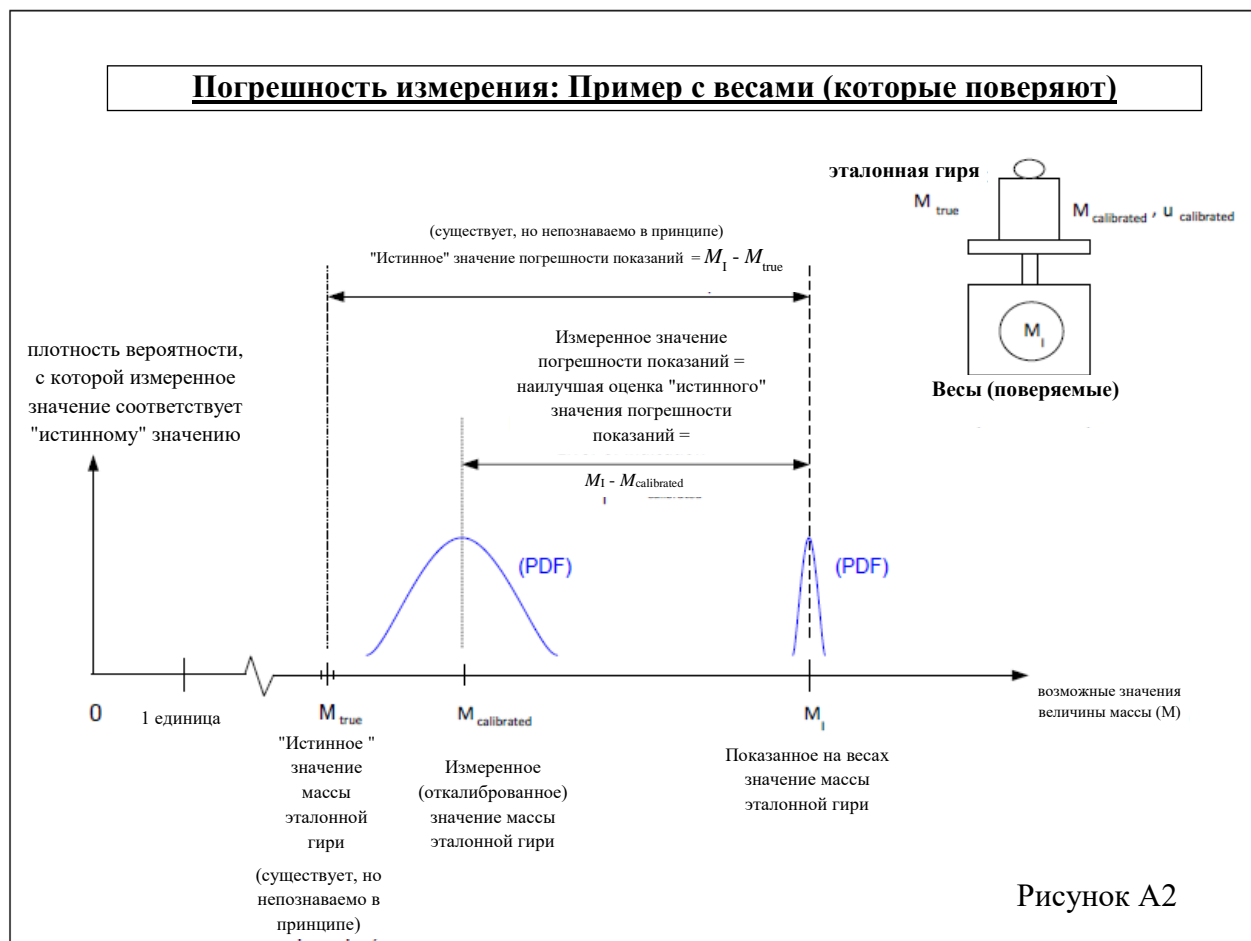 Погрешность измерения: Пример с весами (которые поверяют)
эталонная гиря
M true
M calibrated , u calibrated
M I
Весы (поверяемые)
(существует, но непознаваемо в принципе)
"Истинное" значение погрешности показаний = M I - M true
Измеренное значение
погрешности показаний =
наилучшая оценка "истинного"
значения погрешности
показаний =
M I - M calibrated
плотность вероятности,
с которой измеренное
значение соответствует
"истинному" значению
(PDF)
(PDF)
0
1 единица
M true
M calibrated
M I
возможные значения
величины массы (M)
"Истинное "
значение
массы
эталонной
гири
(существует, но
непознаваемо в
принципе)
Измеренное
(откалиброванное)
значение массы
эталонной гири
Показанное на весах
значение массы
эталонной гири
Рисунок А2